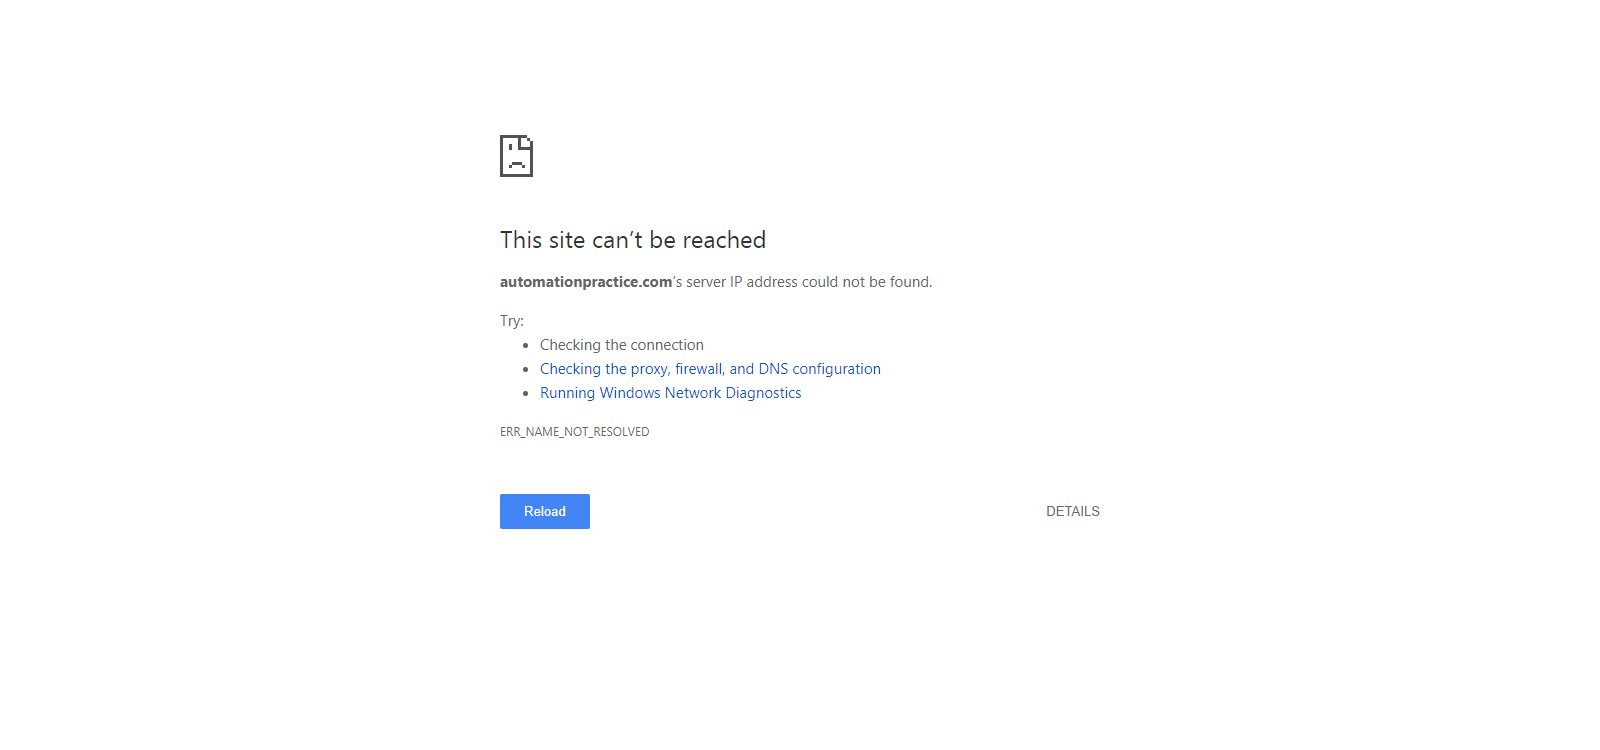 This site can’t be reached
automationpractice.com’s server IP address could not be found.
Try:
Checking the connection
Checking the proxy, firewall, and DNS configuration
Running Windows Network Diagnostics
ERR_NAME_NOT_RESOLVED
Reload
DETAILS